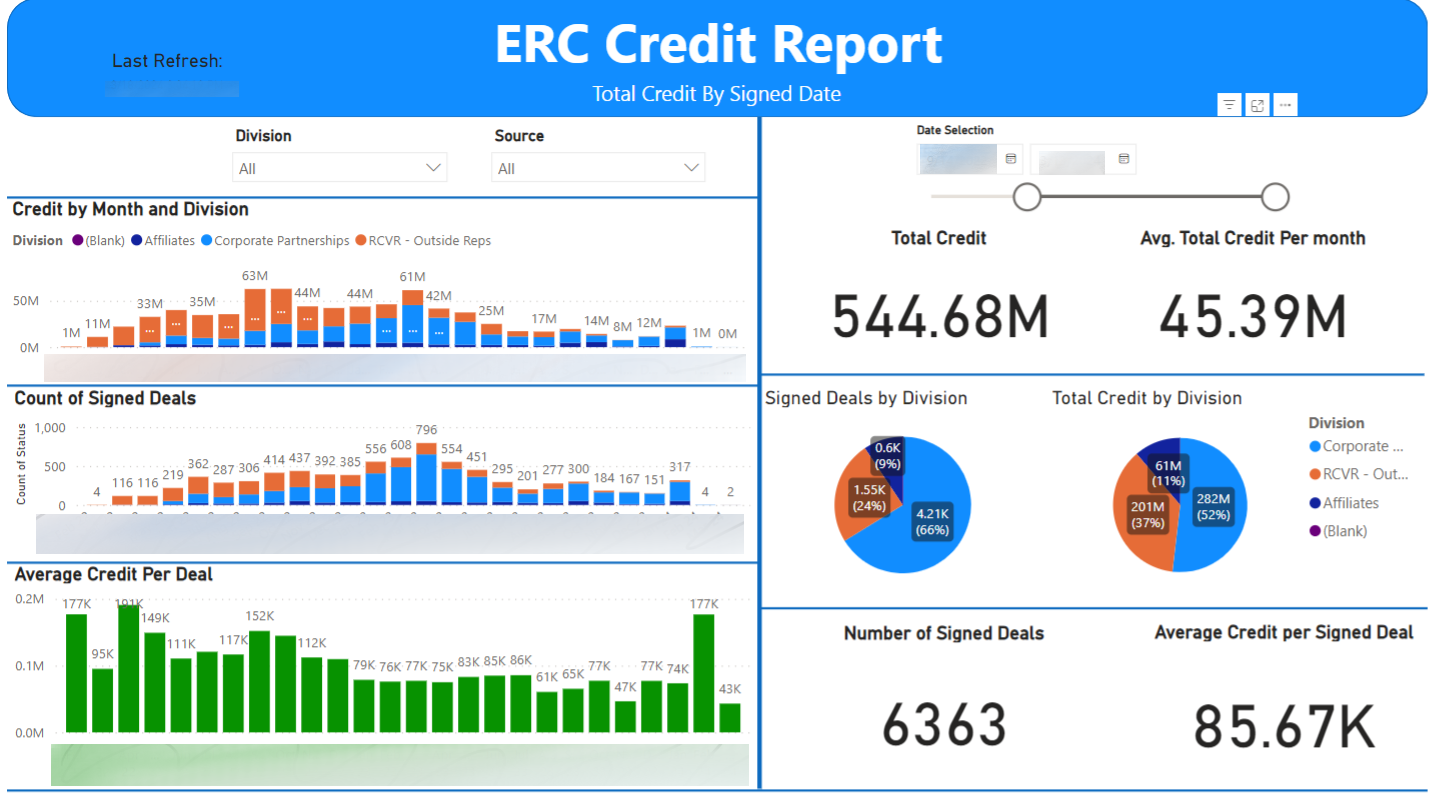 ERC Credit Report
Last Refresh:
Total Credit By Signed Date
Division
All
Source
All
Date Selection
Credit by Month and Division
Division (Blank) Affiliates Corporate Partnerships RCVR - Outside Reps
50M
0M
1M 11M 33M 35M 63M 44M 44M 61M 42M 25M 17M 14M 8M 12M 1M 0M
Count of Signed Deals
Count of Status
1,000
500
0
4 116 116 219 362 287 306 414 437 392 385 556 608 796 554 451 295 201 277 300 184 167 151 317 4 2
Average Credit Per Deal
0.2M
0.1M
0.0M
177K 95K 191K 149K 111K 117K 152K 112K 79K 76K 77K 75K 83K 85K 86K 61K 65K 77K 47K 77K 74K 177K 43K
Total Credit
544.68M
Avg. Total Credit Per month
45.39M
Signed Deals by Division
0.6K
(9%)
1.55K
(24%)
4.21K
(66%)
Total Credit by Division
61M
(11%)
201M
(37%)
282M
(52%)
Division
Corporate ...
RCVR - Out...
Affiliates
(Blank)
Number of Signed Deals
6363
Average Credit per Signed Deal
85.67K